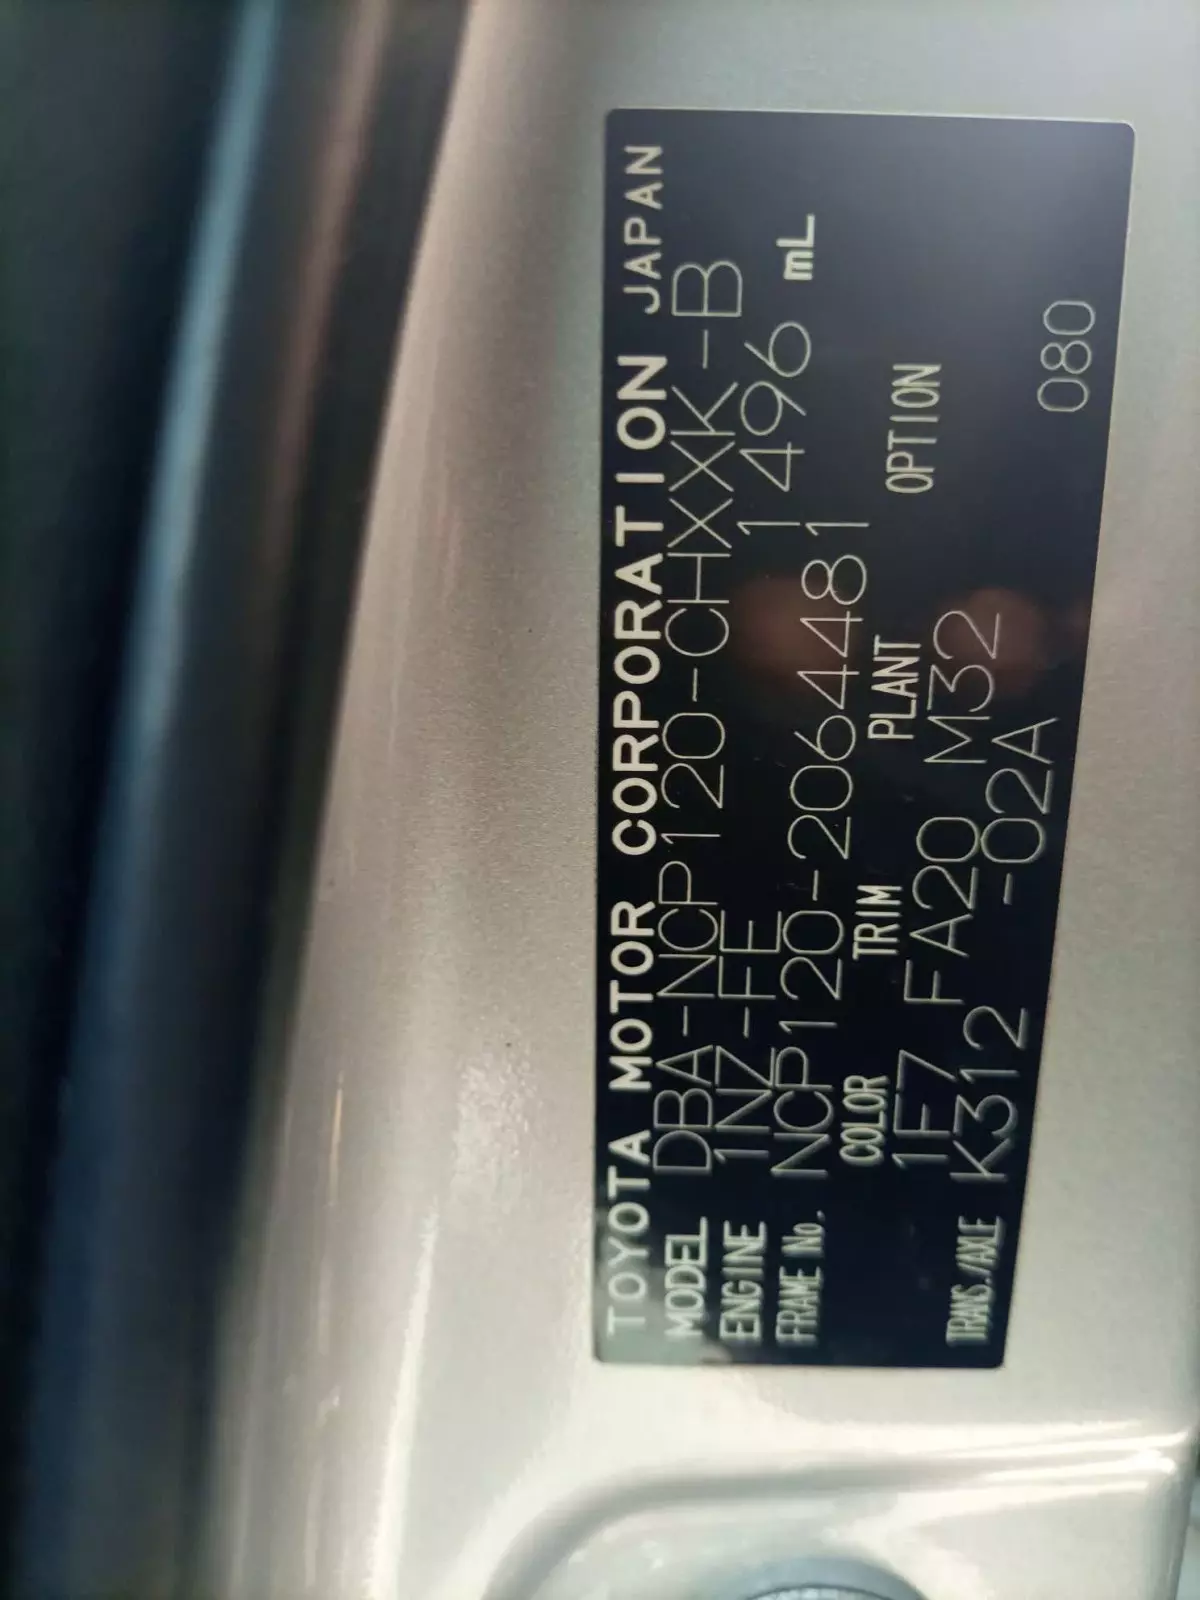 TOYOTA MOTOR CORPORATION JAPAN
MODEL DBA-NCP120-CHXXK-B
ENGINE 1NZ-FE 1496 mL
FRAME No. NCP120-2064481
COLOR TRIM PLANT OPTION
1F7 FA20 M32
TRANS./AXLE K312 -02A 080